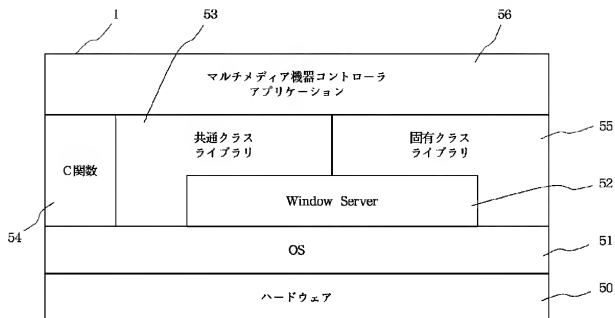 1
53
56
マルチメディア機器コントローラ
アプリケーション
共通クラス
ライブラリ
固有クラス
ライブラリ
55
C関数
Window Server
52
54
OS
51
ハードウェア
50